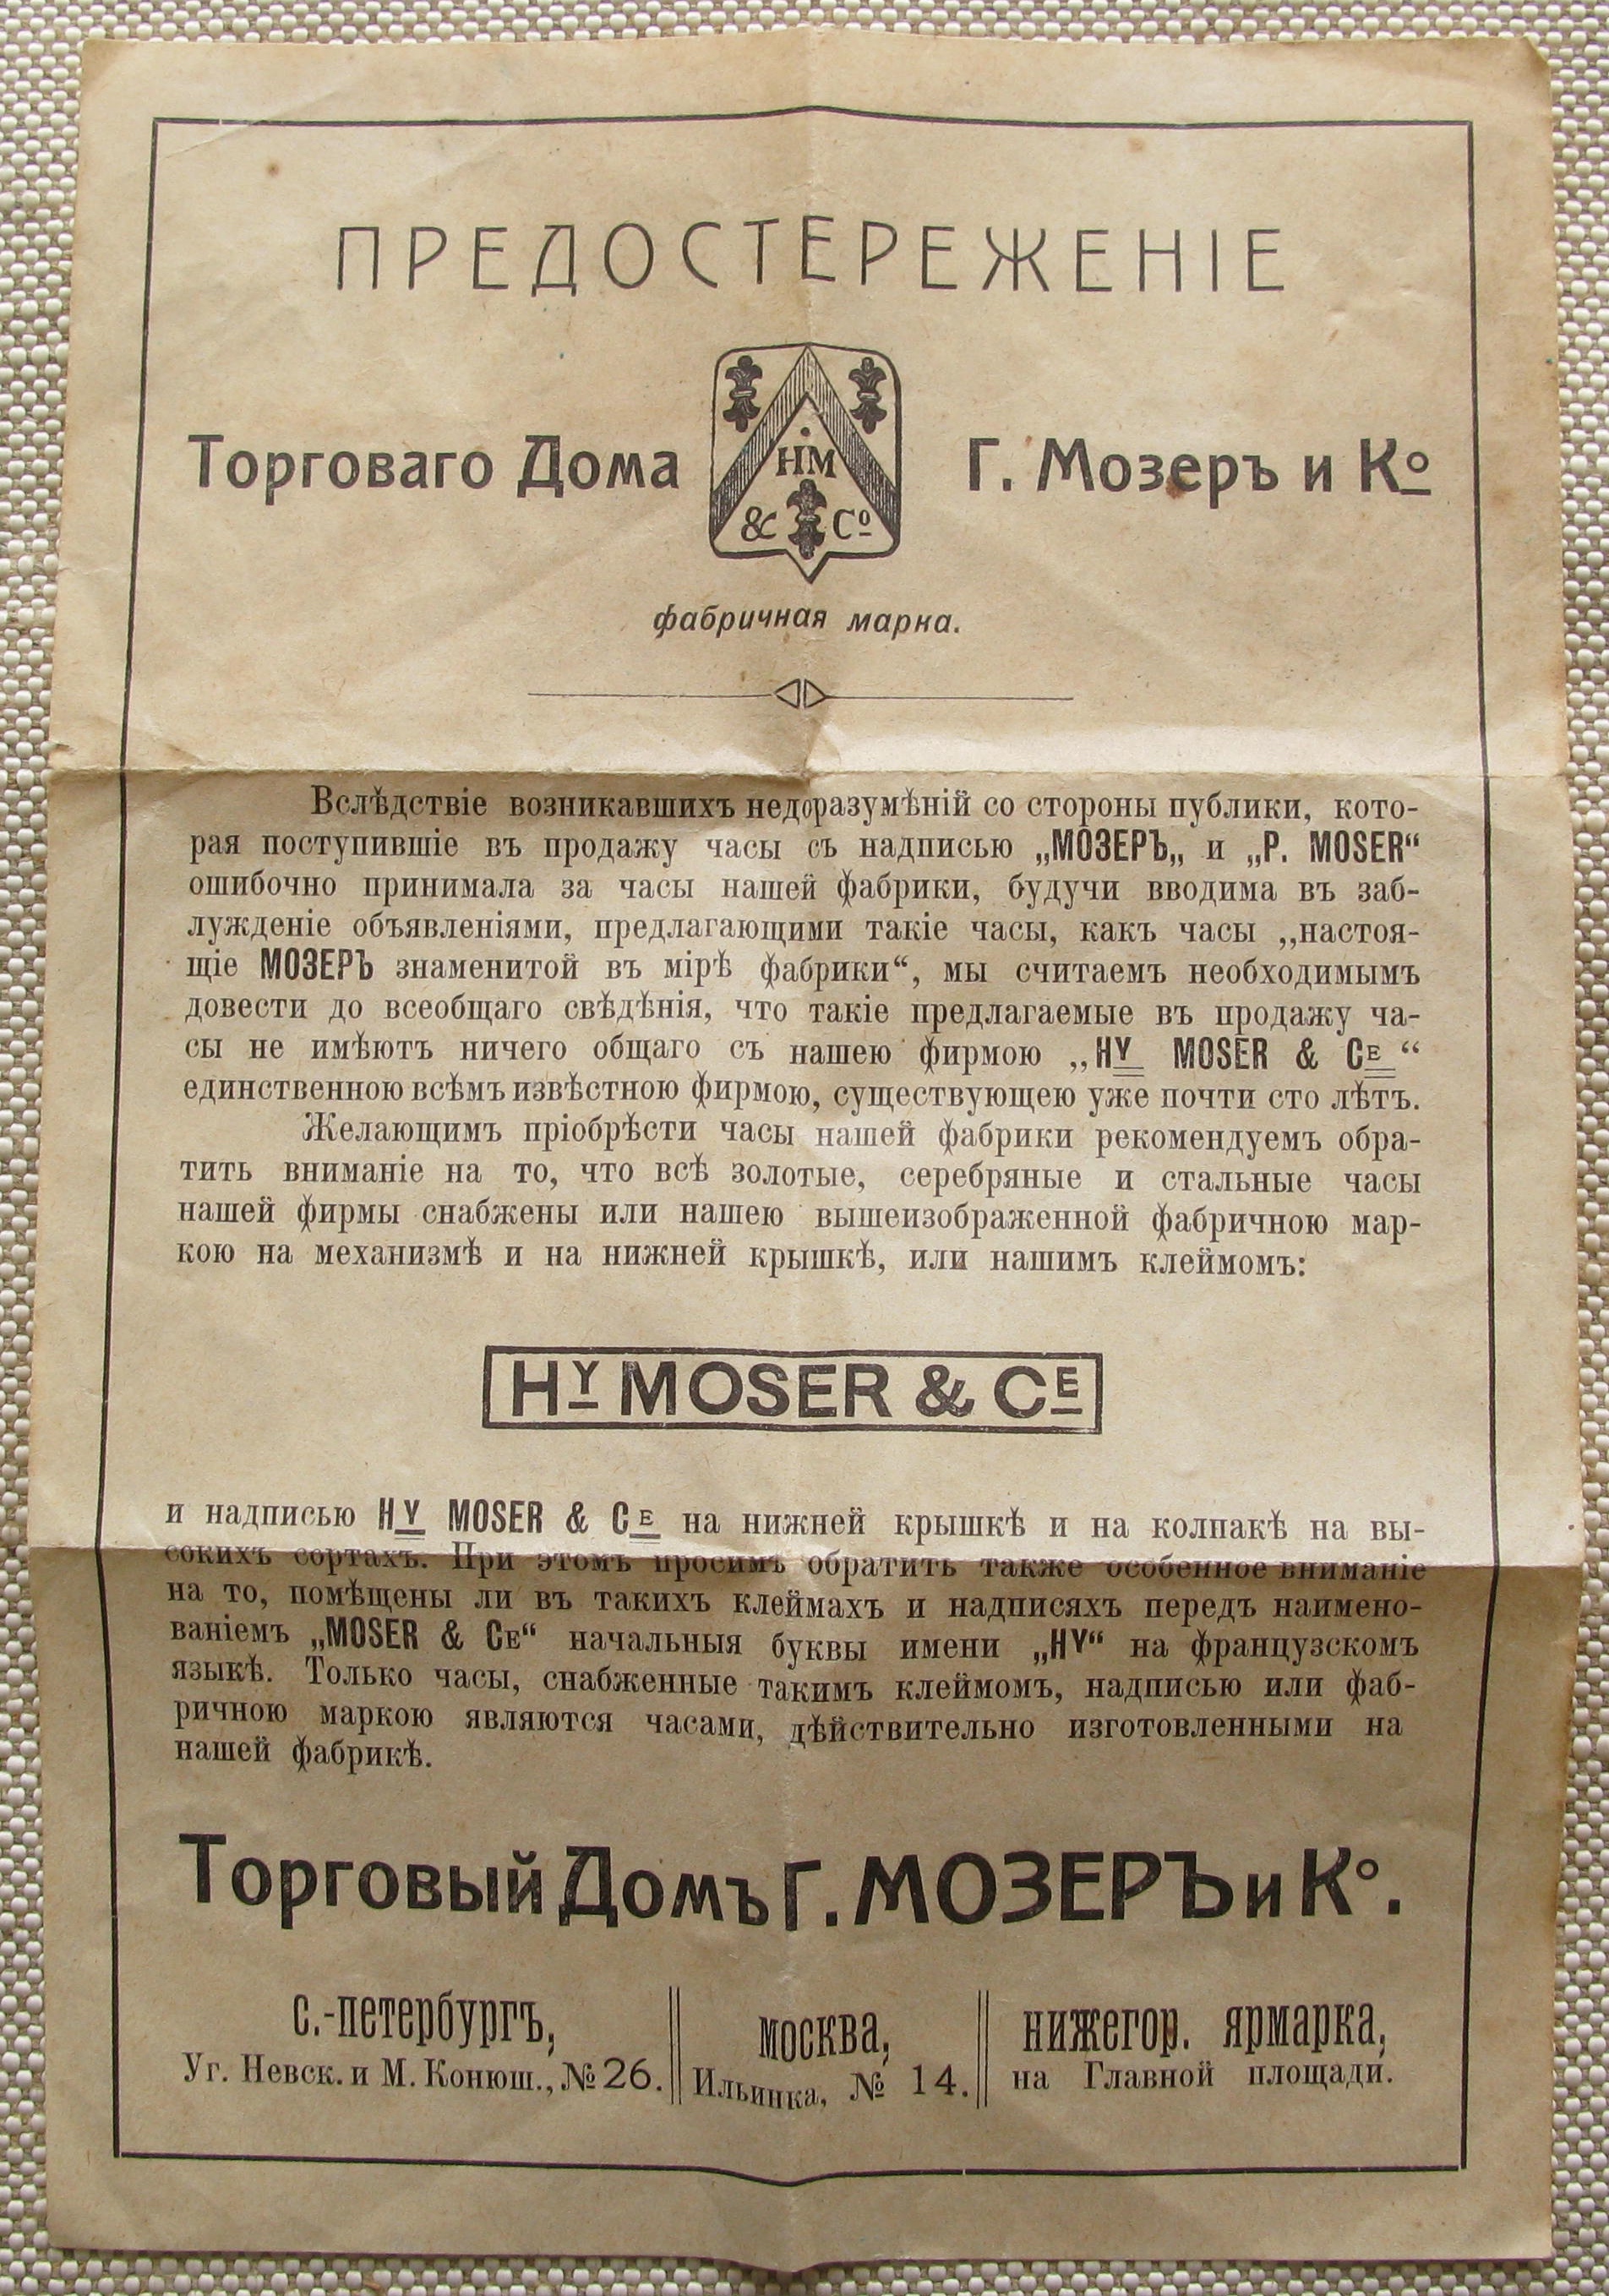 ПРЕДОСТЕРЕЖЕНІЕ
Торговаго Дома Г. Мозеръ и Ко
НМ
& Co
фабричная марка.
Вслѣдствіе возникавшихъ недоразумѣній со стороны публики, кото-
рая поступившіе въ продажу часы съ надписью „МОЗЕРЪ„ и „P. MOSER“
ошибочно принимала за часы нашей фабрики, будучи вводима въ заб-
лужденіе объявленіями, предлагающими такіе часы, какъ часы „настоя-
щіе МОЗЕРЪ знаменитой въ мірѣ фабрики“, мы считаемъ необходимымъ
довести до всеобщаго свѣдѣнія, что такіе предлагаемые въ продажу ча-
сы не имѣютъ ничего общаго съ нашею фирмою „HY MOSER & CE“
единственною всѣмъ извѣстною фирмою, существующею уже почти сто лѣтъ.
Желающимъ пріобрѣсти часы нашей фабрики рекомендуемъ обра-
тить вниманіе на то, что всѣ золотые, серебряные и стальные часы
нашей фирмы снабжены или нашею вышеизображенной фабричною мар-
кою на механизмѣ и на нижней крышкѣ, или нашимъ клеймомъ:
HY MOSER & CE
и надписью HY MOSER & CE на нижней крышкѣ и на колпакѣ на вы-
сокихъ сортахъ. При этомъ просимъ обратить также особенное вниманіе
на то, помѣщены ли въ такихъ клеймахъ и надписяхъ передъ наимено-
ваніемъ „MOSER & CE“ начальныя буквы имени „HY“ на французскомъ
языкѣ. Только часы, снабженные такимъ клеймомъ, надписью или фаб-
ричною маркою являются часами, дѣйствительно изготовленными на
нашей фабрикѣ.
Торговый Домъ Г. МОЗЕРЪ и Ко.
С.-ПЕТЕРБУРГЪ,
Уг. Невск. и М. Конюш., № 26.
МОСКВА,
Ильинка, № 14.
НИЖЕГОР. ЯРМАРКА,
на Главной площади.